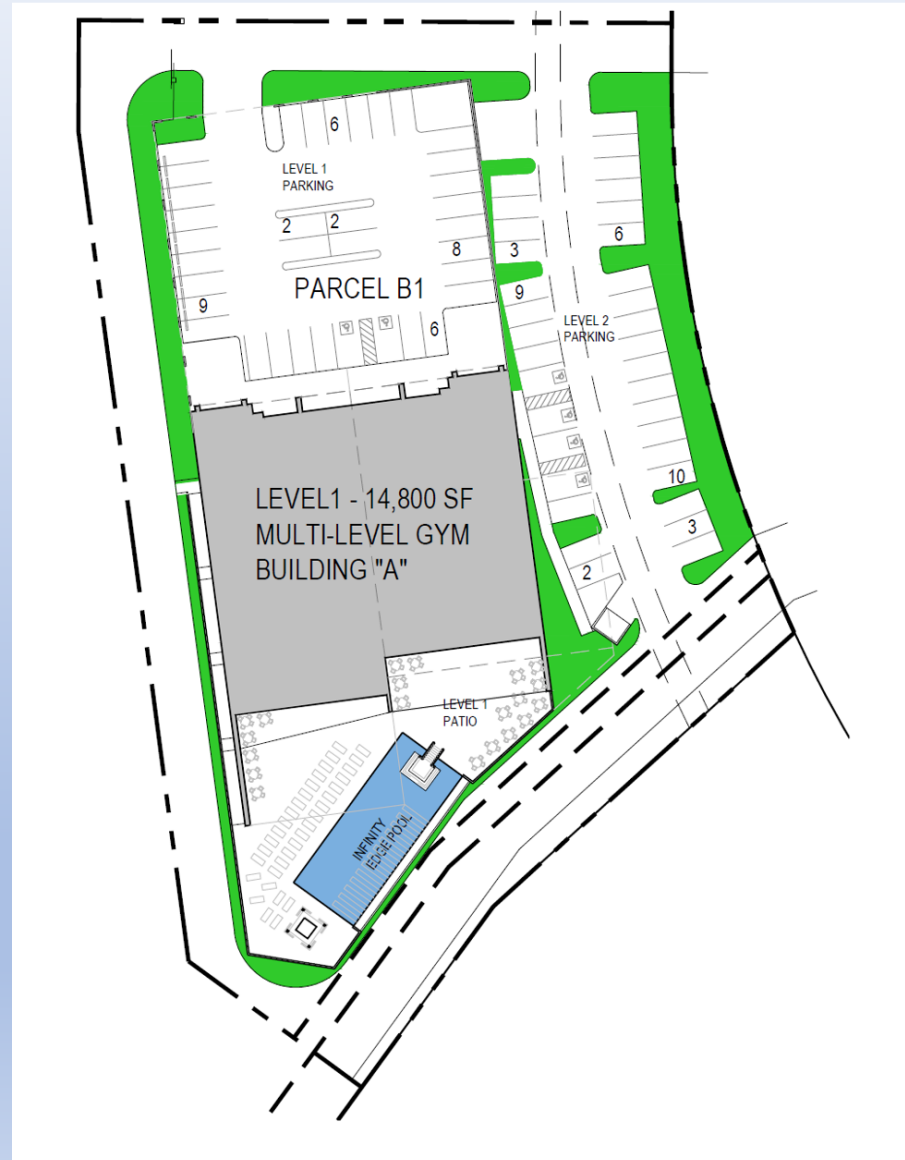 6
LEVEL 1
PARKING
2
2
6
8
3
PARCEL B1
9
9
6
LEVEL 2
PARKING
10
LEVEL1 - 14,800 SF
MULTI-LEVEL GYM
BUILDING "A"
3
2
LEVEL 1
PATIO
INFINITY
EDGE POOL